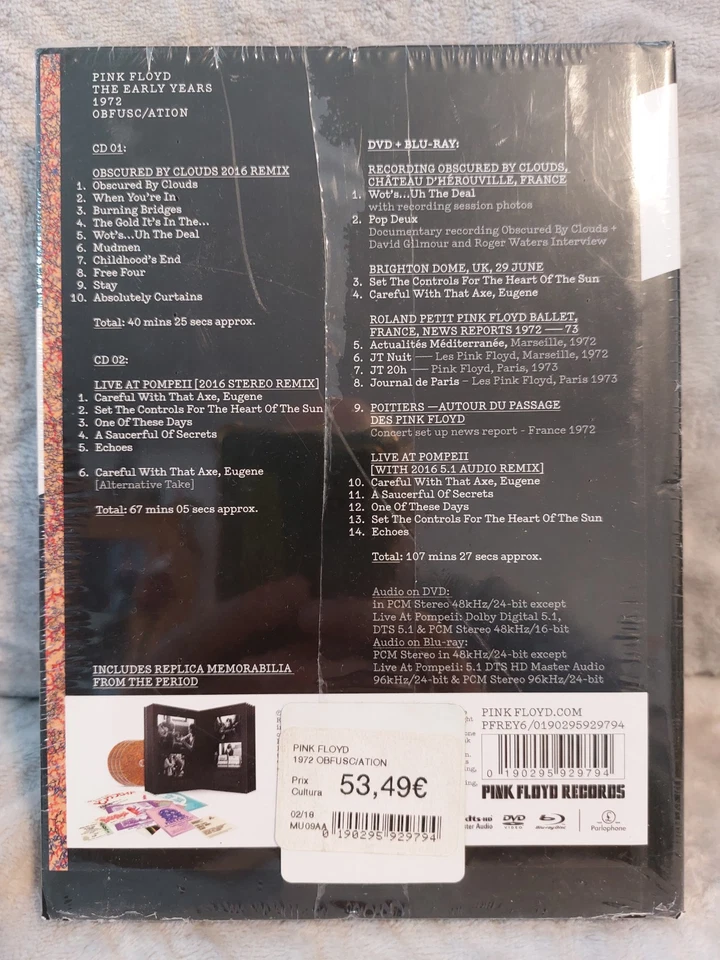 PINK FLOYD
THE EARLY YEARS
1972
OBFUSC/ATION
CD 01:
OBSCURED BY CLOUDS 2016 REMIX
1. Obscured By Clouds
2. When You're In
3. Burning Bridges
4. The Gold It's In The...
5. Wot's...Uh The Deal
6. Mudmen
7. Childhood's End
8. Free Four
9. Stay
10. Absolutely Curtains
Total: 40 mins 25 secs approx.
CD 02:
LIVE AT POMPEII [2016 STEREO REMIX]
1. Careful With That Axe, Eugene
2. Set The Controls For The Heart Of The Sun
3. One Of These Days
4. A Saucerful Of Secrets
5. Echoes
6. Careful With That Axe, Eugene
[Alternative Take]
Total: 67 mins 05 secs approx.
INCLUDES REPLICA MEMORABILIA
FROM THE PERIOD
DVD + BLU-RAY:
RECORDING OBSCURED BY CLOUDS,
CHÂTEAU D'HÉROUVILLE, FRANCE
1. Wot's...Uh The Deal
with recording session photos
2. Pop Deux
Documentary recording Obscured By Clouds +
David Gilmour and Roger Waters Interview
BRIGHTON DOME, UK, 29 JUNE
3. Set The Controls For The Heart Of The Sun
4. Careful With That Axe, Eugene
ROLAND PETIT PINK FLOYD BALLET,
FRANCE, NEWS REPORTS 1972 — 73
5. Actualités Méditerranée, Marseille, 1972
6. JT Nuit — Les Pink Floyd, Marseille, 1972
7. JT 20h — Pink Floyd, Paris, 1973
8. Journal de Paris - Les Pink Floyd, Paris 1973
9. POITIERS — AUTOUR DU PASSAGE
DES PINK FLOYD
Concert set up news report - France 1972
LIVE AT POMPEII
[WITH 2016 5.1 AUDIO REMIX]
10. Careful With That Axe, Eugene
11. A Saucerful Of Secrets
12. One Of These Days
13. Set The Controls For The Heart Of The Sun
14. Echoes
Total: 107 mins 27 secs approx.
Audio on DVD:
in PCM Stereo 48kHz/24-bit except
Live At Pompeii: Dolby Digital 5.1,
DTS 5.1 & PCM Stereo 48kHz/16-bit
Audio on Blu-ray:
PCM Stereo in 48kHz/24-bit except
Live At Pompeii: 5.1 DTS HD Master Audio
96kHz/24-bit & PCM Stereo 96kHz/24-bit
PINK FLOYD
1972 OBFUSC/ATION
Prix
Cultura
53,49€
02/18
MU09AA
0 190295 929794
PINKFLOYD.COM
PFREY6/0190295929794
0 190295 929794
PINK FLOYD RECORDS
dts-HD
ter Audio
DVD
VIDEO
Blu-ray Disc
Parlophone